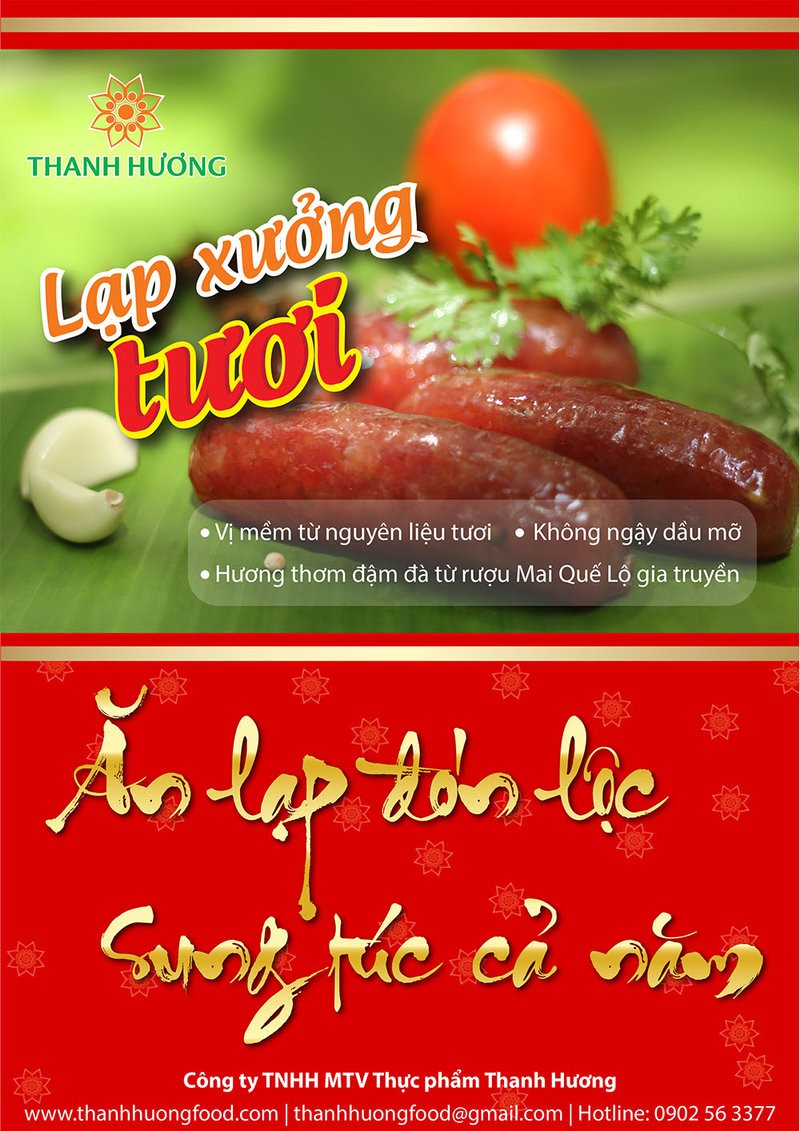 THANH HƯƠNG
Lạp xưởng
tươi
• Vị mềm từ nguyên liệu tươi • Không ngậy dầu mỡ
• Hương thơm đậm đà từ rượu Mai Quế Lộ gia truyền
Ăn lạp đón lộc
Sung túc cả năm
Công ty TNHH MTV Thực phẩm Thanh Hương
www.thanhhuongfood.com | thanhhuongfood@gmail.com | Hotline: 0902 56 3377